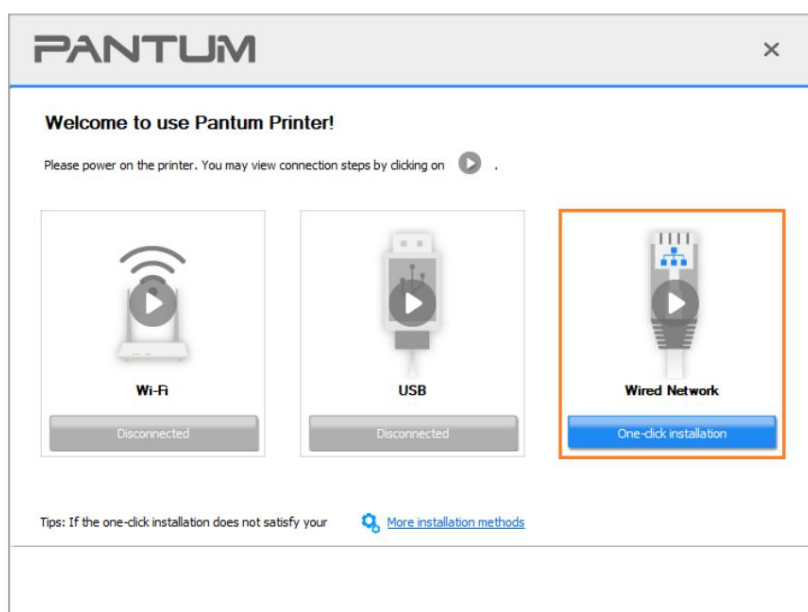 PANTUM
Welcome to use Pantum Printer!
Please power on the printer. You may view connection steps by clicking on .
Wi-Fi
Disconnected
USB
Disconnected
Wired Network
One-click installation
Tips: If the one-click installation does not satisfy your More installation methods